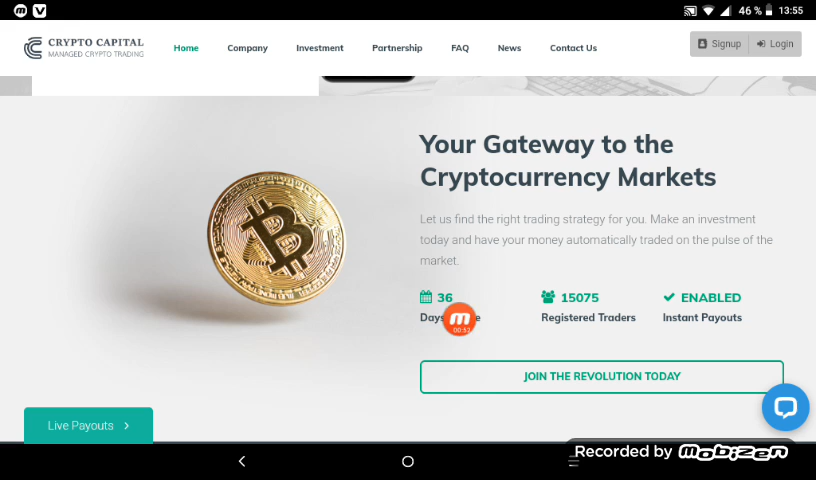 46 % 13:55
CRYPTO CAPITAL
MANAGED CRYPTO TRADING
Home Company Investment Partnership FAQ News Contact Us
Signup Login
Your Gateway to the
Cryptocurrency Markets
Let us find the right trading strategy for you. Make an investment
today and have your money automatically traded on the pulse of the
market.
36 15075 ENABLED
Days Registered Traders Instant Payouts
00:53
JOIN THE REVOLUTION TODAY
Live Payouts
Recorded by mobizen